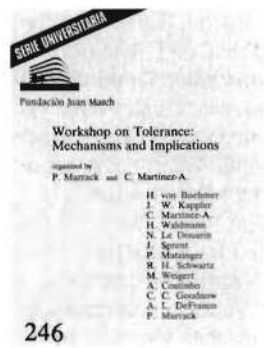 SERIE UNIVERSITARIA
Fundación Juan March
Workshop on Tolerance:
Mechanisms and Implications
organized by
P. Marrack and C. Martínez-A.
H. von Boehmer
J. W. Kappler
C. Martínez-A.
H. Waldmann
N. Le Douarin
J. Sprent
P. Matzinger
R. H. Schwartz
M. Weigert
A. Coutinho
C. C. Goodnow
A. L. DeFranco
P. Marrack
246